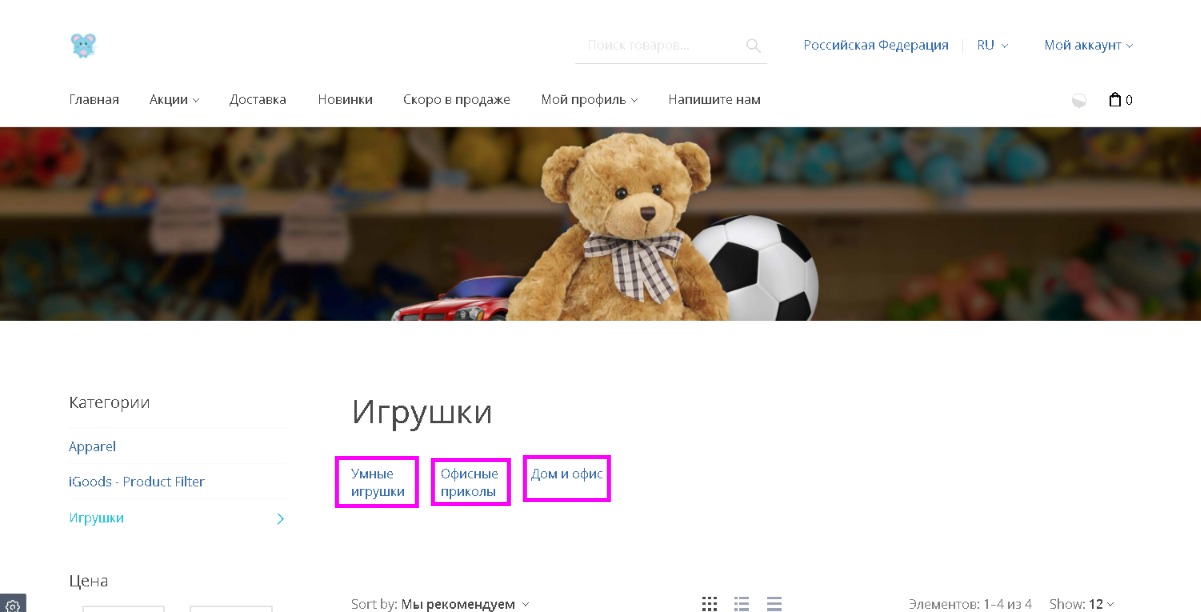 Поиск товаров...
Российская Федерация
RU
Мой аккаунт
Главная
Акции
Доставка
Новинки
Скоро в продаже
Мой профиль
Напишите нам
0
Категории
Apparel
iGoods - Product Filter
Игрушки
Цена
Игрушки
Умные
игрушки
Офисные
приколы
Дом и офис
Sort by: Мы рекомендуем
Элементов: 1–4 из 4
Show: 12